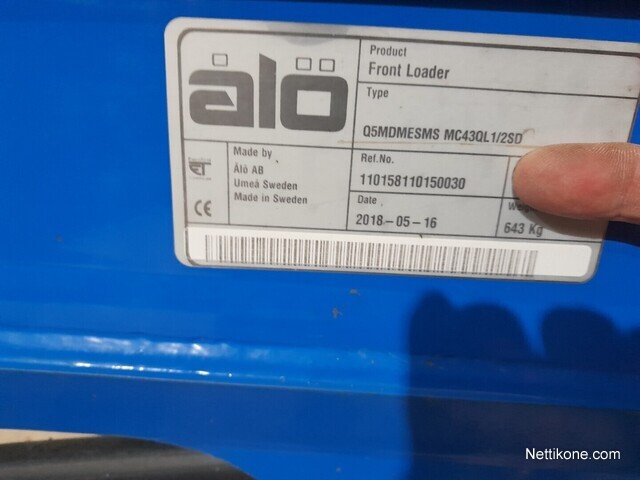 ålö
Product
Front Loader
Type
Q5MDMESMS MC43QL1/2SD
Made by
Ålö AB
Umeå Sweden
Made in Sweden
Ref.No.
110158110150030
Date
2018-05-16
643 Kg
CE
Nettikone.com